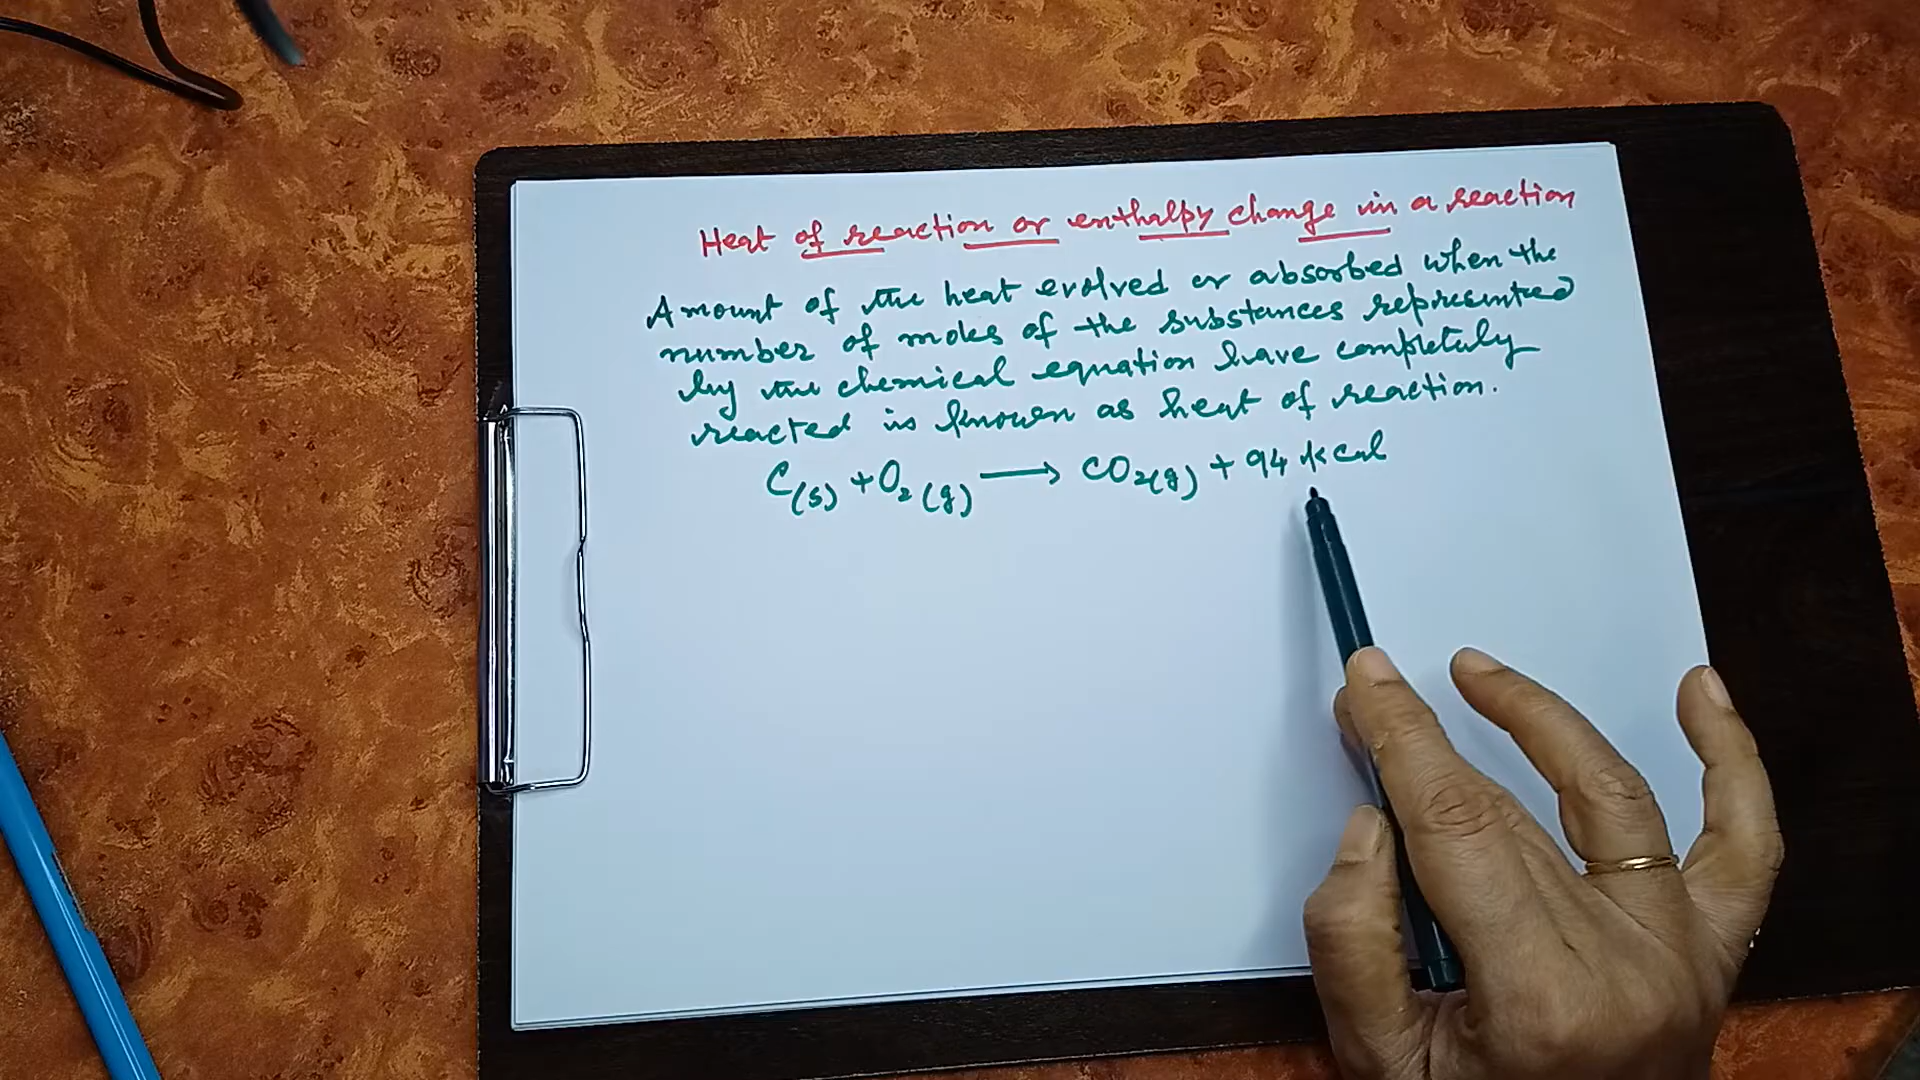 Heat of reaction or enthalpy change in a reaction
Amount of the heat evolved or absorbed when the
number of moles of the substances represented
by the chemical equation have completely
reacted is known as heat of reaction.
C(s) + O₂(g) ⟶ CO₂(g) + 94 kcal